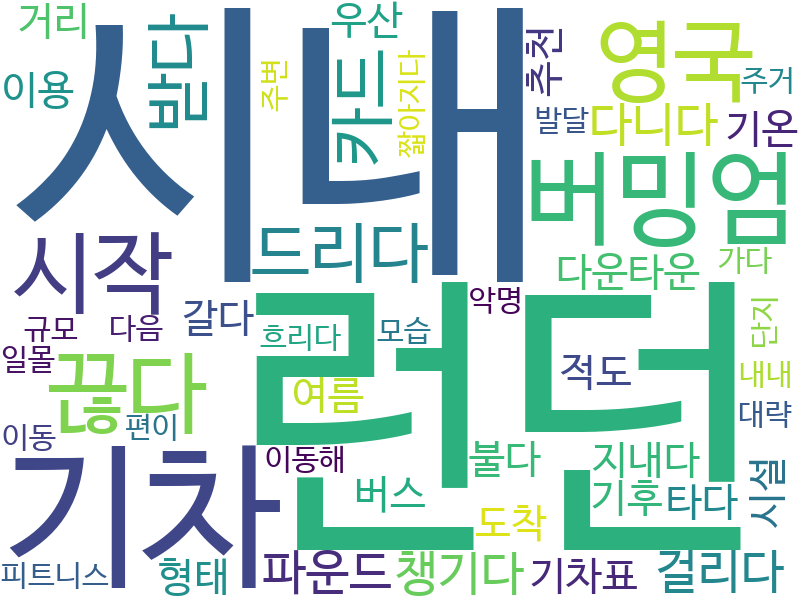 거리
이용
받다
시내
우산
카드
주변
짧아지다
추천
영국
주거
발달
다니다
기온
버밍엄
시작
드리다
다운타운
가다
악명
규모
다음
갈다
흐리다
모습
런던
적도
단지
일몰
끊다
여름
내내
대략
이동
편이
기차
이동해
버스
불다
지내다
기후
타다
시설
도착
피트니스
형태
파운드
챙기다
기차표
걸리다